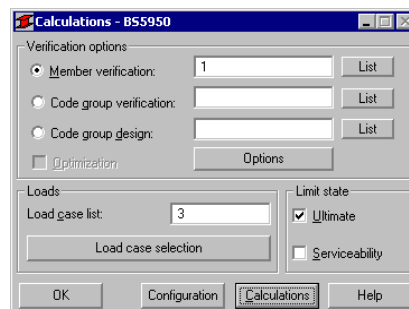 Calculations - BS5950
Verification options
Member verification: 1 List
Code group verification: List
Code group design: List
Optimization Options
Loads
Load case list: 3
Load case selection
Limit state
Ultimate
Serviceability
OK Configuration Calculations Help